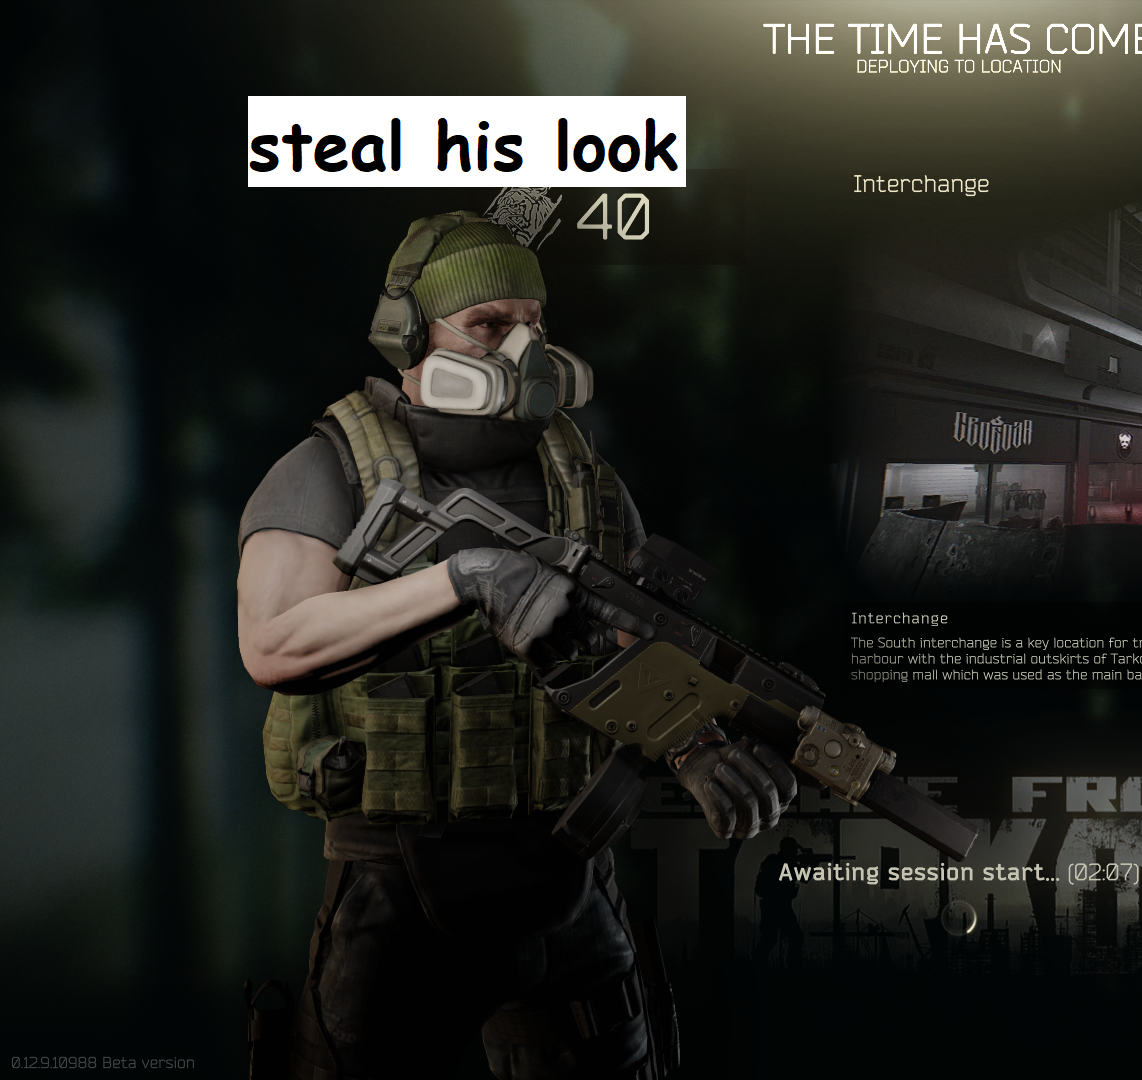 THE TIME HAS COME
DEPLOYING TO LOCATION
steal his look
40
Interchange
Interchange
The South interchange is a key location for
harbour with the industrial outskirts of
shopping mall which was used as the main
Awaiting session start... (02:07)
0.12.9.10988 Beta version